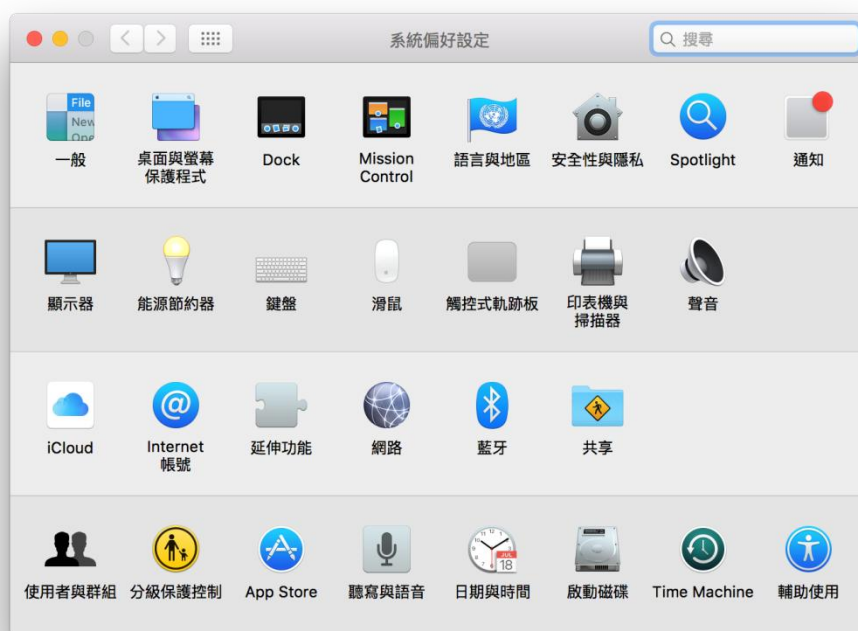 系統偏好設定
搜尋
File
New
Ope
一般
桌面與螢幕
保護程式
Dock
Mission
Control
語言與地區
安全性與隱私
Spotlight
通知
顯示器
能源節約器
鍵盤
滑鼠
觸控式軌跡板
印表機與
掃描器
聲音
iCloud
@
Internet
帳號
延伸功能
網路
藍牙
共享
使用者與群組
分級保護控制
App Store
聽寫與語音
JUL
18
日期與時間
啟動磁碟
Time Machine
輔助使用